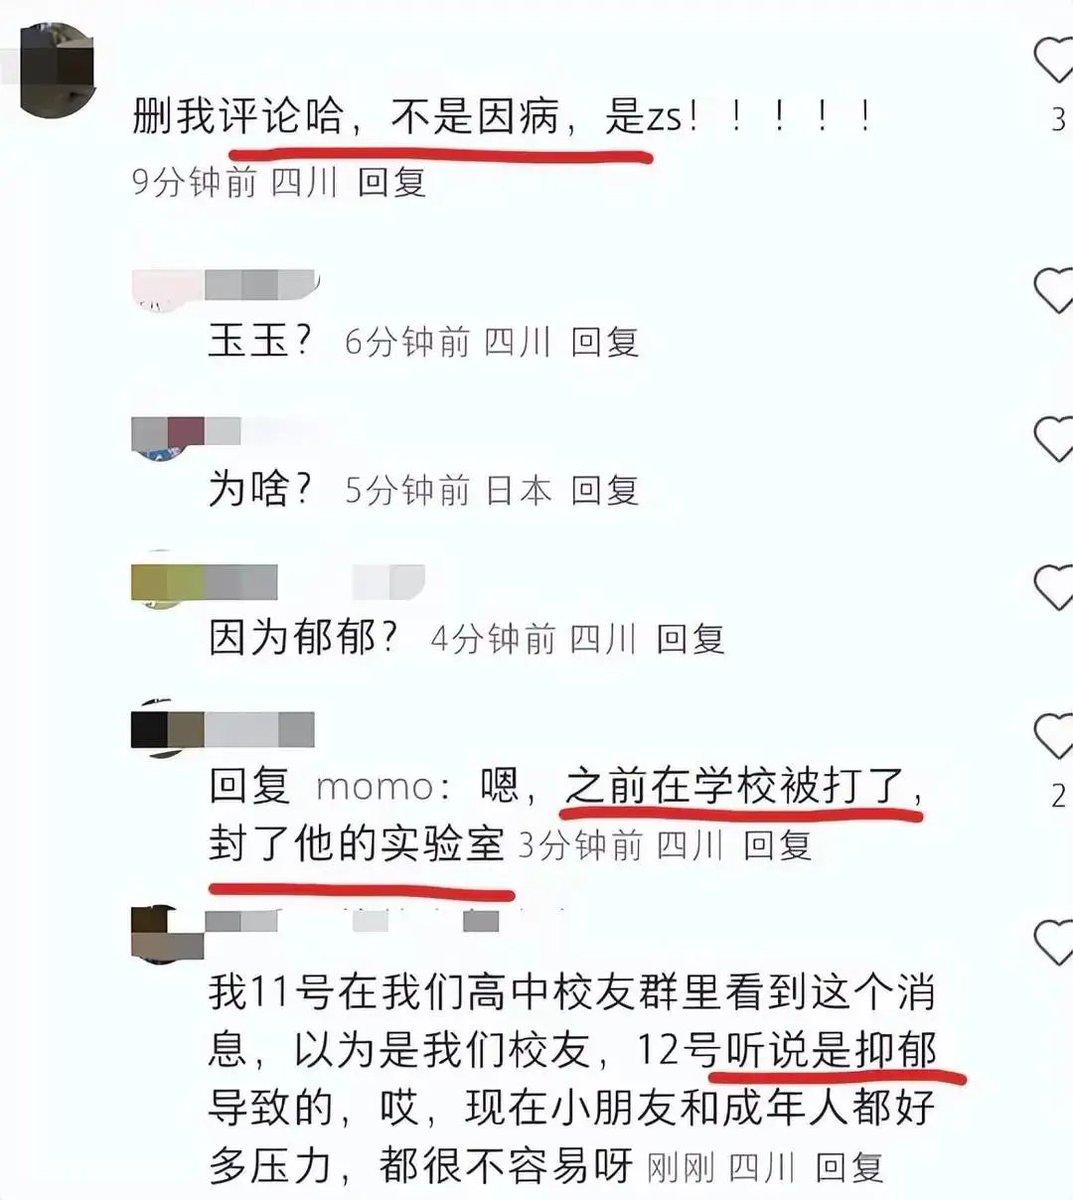 删我评论哈，不是因病，是zs！！！！！
3
9分钟前 四川 回复
玉玉？ 6分钟前 四川 回复
为啥？ 5分钟前 日本 回复
因为郁郁？ 4分钟前 四川 回复
回复 momo：嗯，之前在学校被打了，
2
封了他的实验室 3分钟前 四川 回复
我11号在我们高中校友群里看到这个消
息，以为是我们校友，12号听说是抑郁
导致的，哎，现在小朋友和成年人都好
多压力，都很不容易呀 刚刚 四川 回复